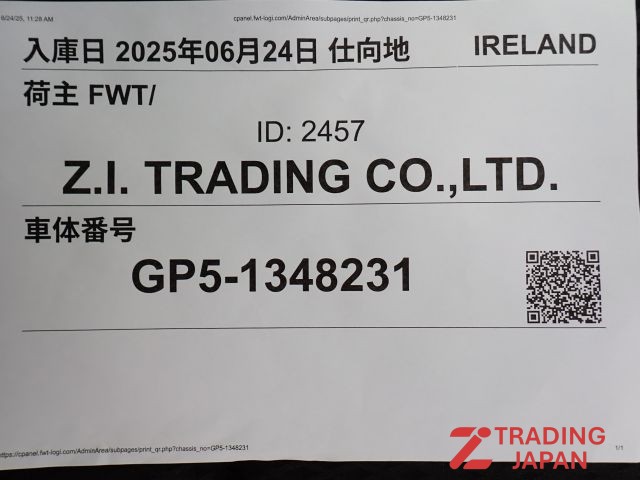 6/24/25, 11:28 AM
cpanel.fwt-logi.com/AdminArea/subpages/print_qr.php?chassis_no=GP5-1348231
入庫日 2025年06月24日 仕向地 IRELAND
荷主 FWT/
ID: 2457
Z.I. TRADING CO.,LTD.
車体番号
GP5-1348231
https://cpanel.fwt-logi.com/AdminArea/subpages/print_qr.php?chassis_no=GP5-1348231
1/1
TRADING
JAPAN